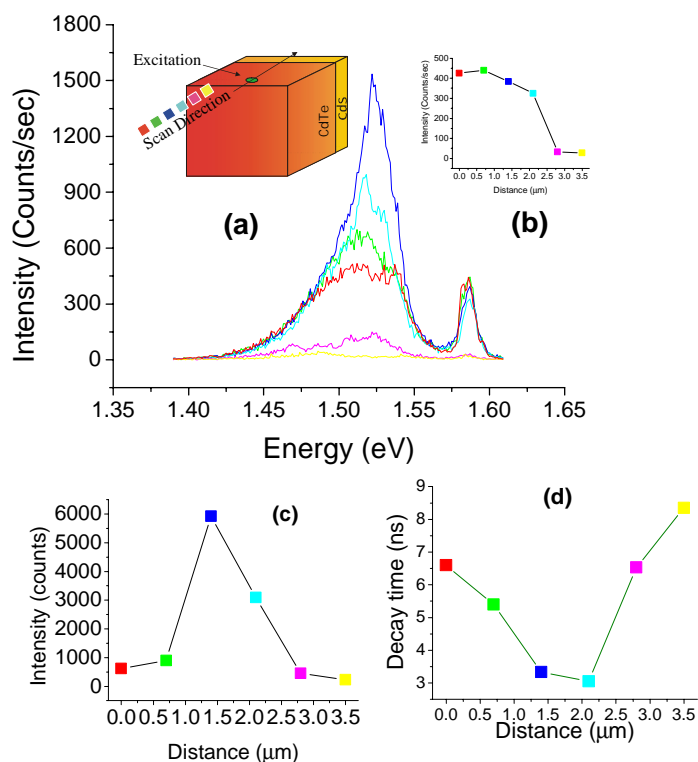 1800
1500
1200
900
600
300
0
Intensity (Counts/sec)
Excitation
Scan Direction
CdTe
cds
(a)
500
400
300
200
100
0
Intensity (Counts/sec)
0.0 0.5 1.0 1.5 2.0 2.5 3.0 3.5
Distance (μm)
(b)
1.35 1.40 1.45 1.50 1.55 1.60 1.65
Energy (eV)
6000
5000
4000
3000
2000
1000
0
Intensity (counts)
(c)
0.0 0.5 1.0 1.5 2.0 2.5 3.0 3.5
Distance (μm)
9
8
7
6
5
4
3
Decay time (ns)
(d)
0.0 0.5 1.0 1.5 2.0 2.5 3.0 3.5
Distance (μm)